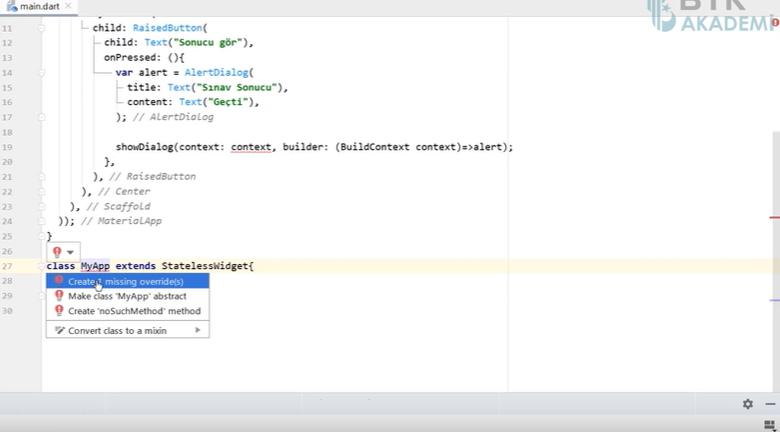 main.dart ×
BTK
AKADEMİ
11 child: RaisedButton(
12 child: Text("Sonucu gör"),
13 onPressed: (){
14 var alert = AlertDialog(
15 title: Text("Sınav Sonucu"),
16 content: Text("Geçti"),
17 ); // AlertDialog
18
19 showDialog(context: context, builder: (BuildContext context)=>alert);
20 },
21 ), // RaisedButton
22 ), // Center
23 ), // Scaffold
24 )); // MaterialApp
25 }
26
27 class MyApp extends StatelessWidget{
28 Create 1 missing override(s)
29 Make class 'MyApp' abstract
30 Create 'noSuchMethod' method
Convert class to a mixin